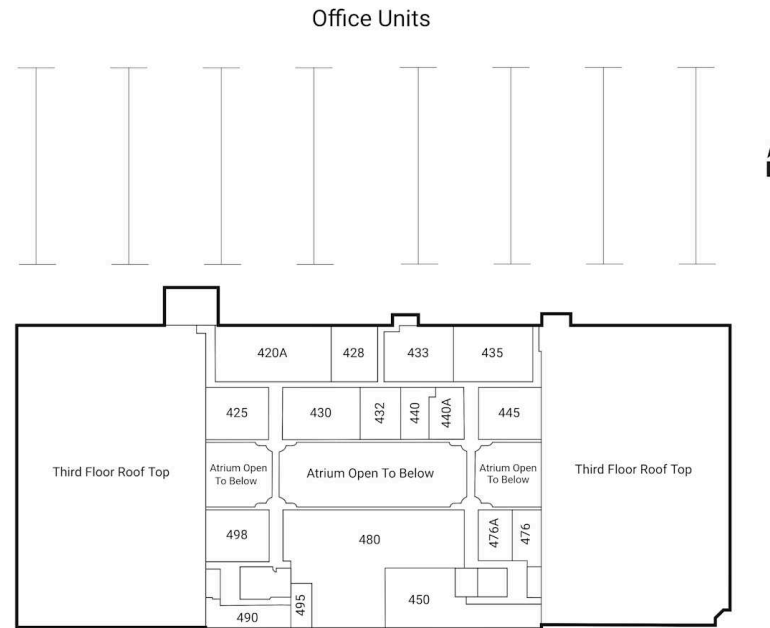 Office Units
420A
428
433
435
425
430
432
440
440A
445
Third Floor Roof Top
Atrium Open
To Below
Atrium Open To Below
Atrium Open
To Below
Third Floor Roof Top
498
480
476A
476
495
450
490